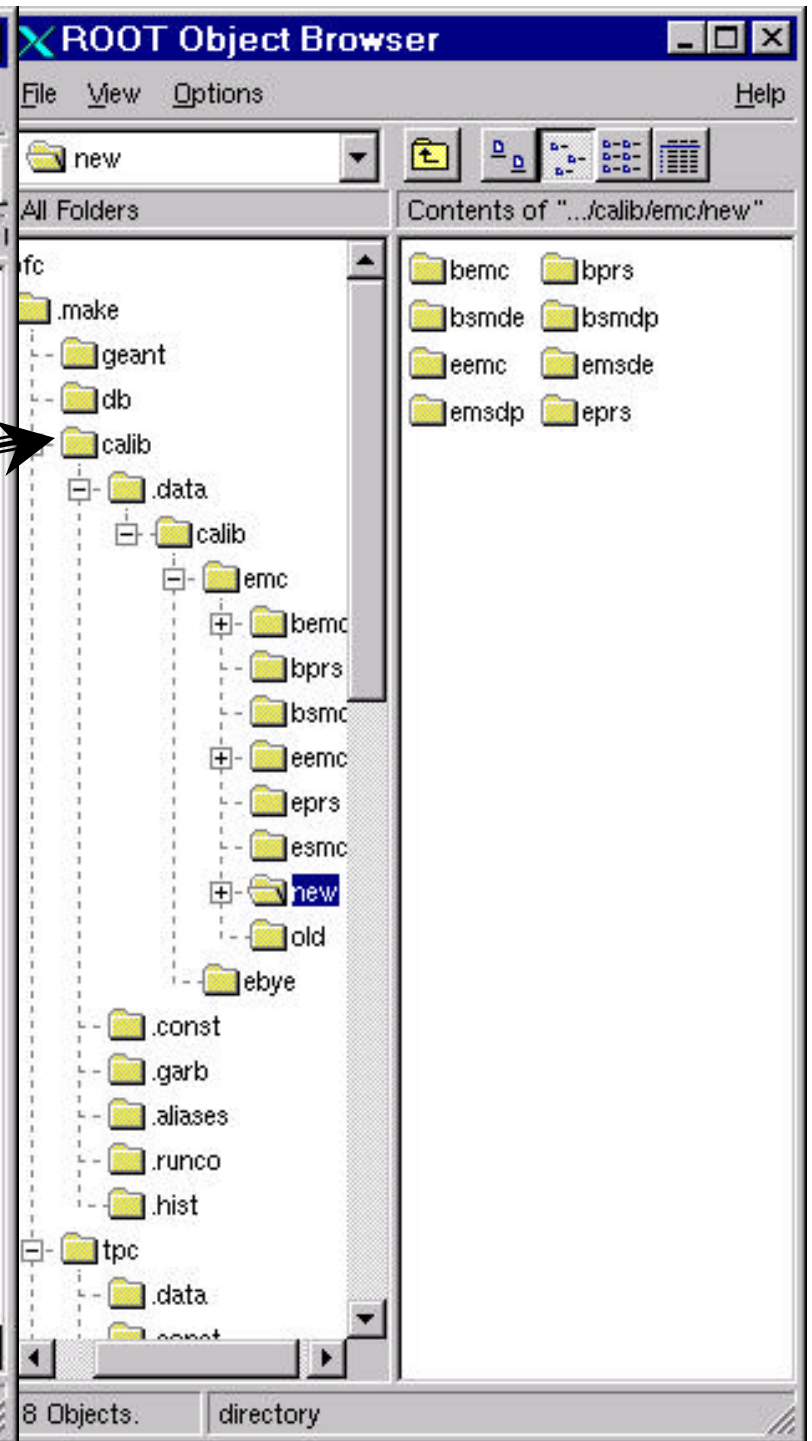 ROOT Object Browser
File View Options Help
new
All Folders
Contents of ".../calib/emc/new"
.make
geant
db
calib
.data
calib
emc
bemc
bprs
eemc
eprs
new
old
ebye
.const
.garb
.aliases
.runco
.hist
tpc
.data
.const
bemc bprs
bsmde bsmdp
eemc emsde
emsdp eprs
8 Objects. directory